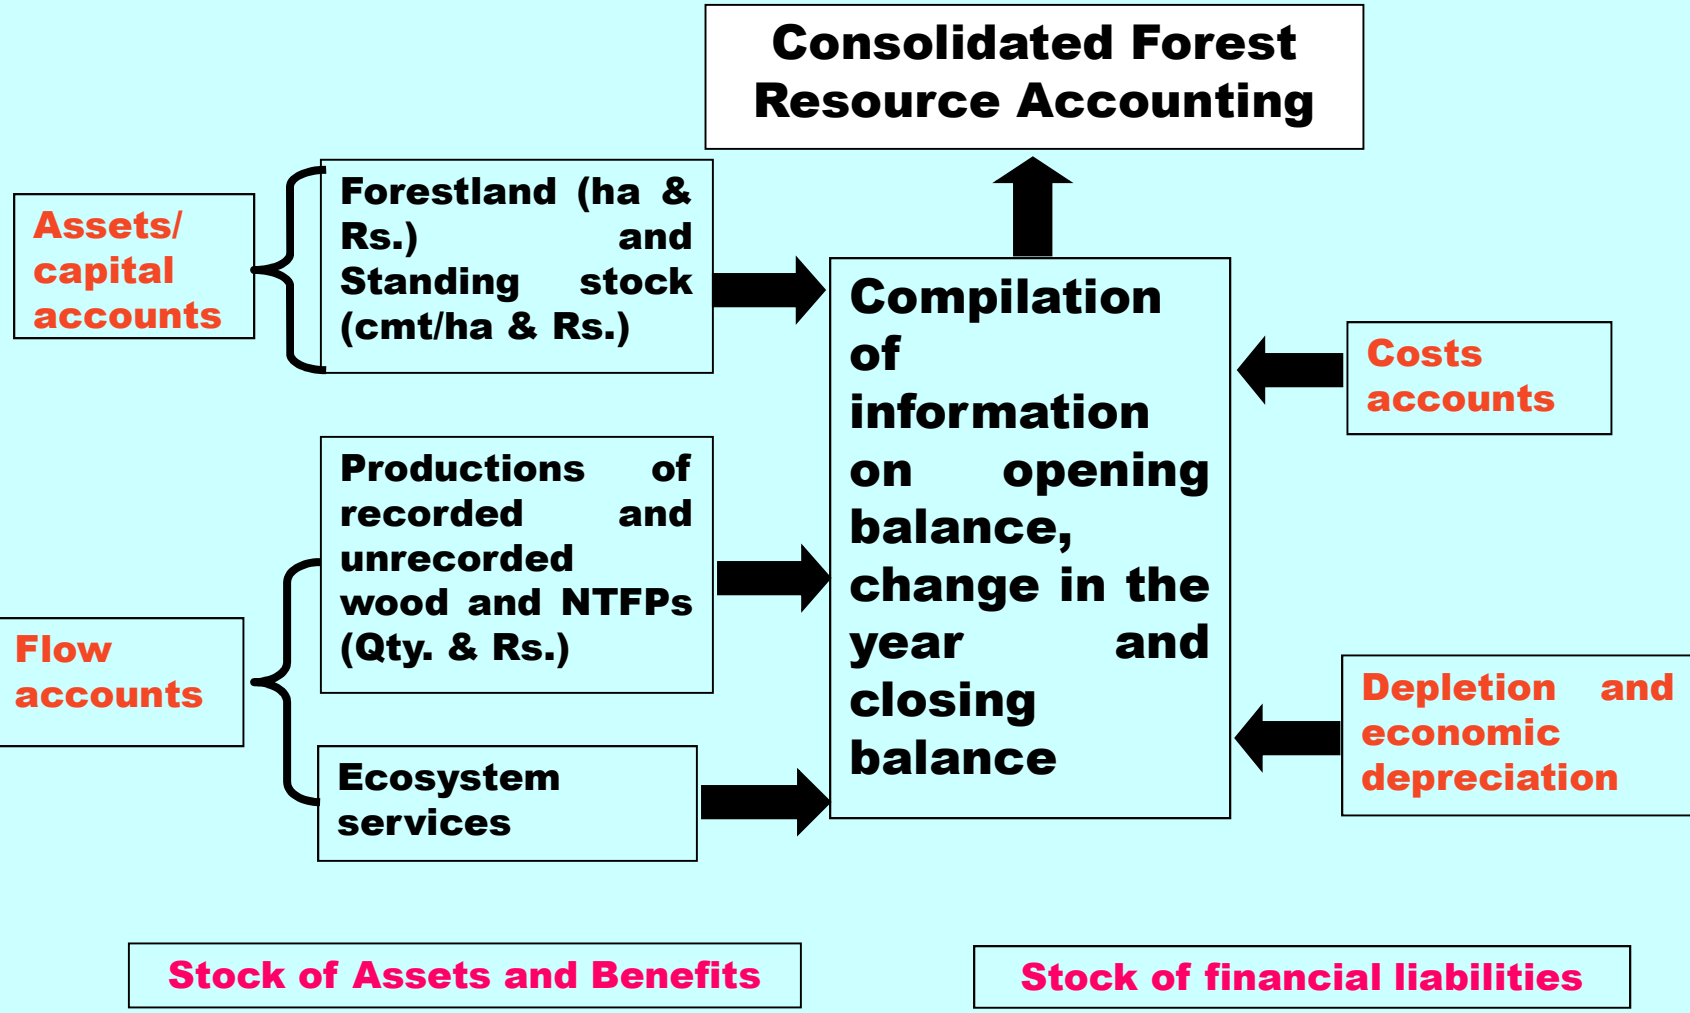 Consolidated Forest
Resource Accounting
Assets/
capital
accounts
Forestland (ha &
Rs.) and
Standing stock
(cmt/ha & Rs.)
Flow
accounts
Productions of
recorded and
unrecorded
wood and NTFPs
(Qty. & Rs.)
Ecosystem
services
Compilation
of
information
on opening
balance,
change in the
year and
closing
balance
Costs
accounts
Depletion and
economic
depreciation
Stock of Assets and Benefits
Stock of financial liabilities